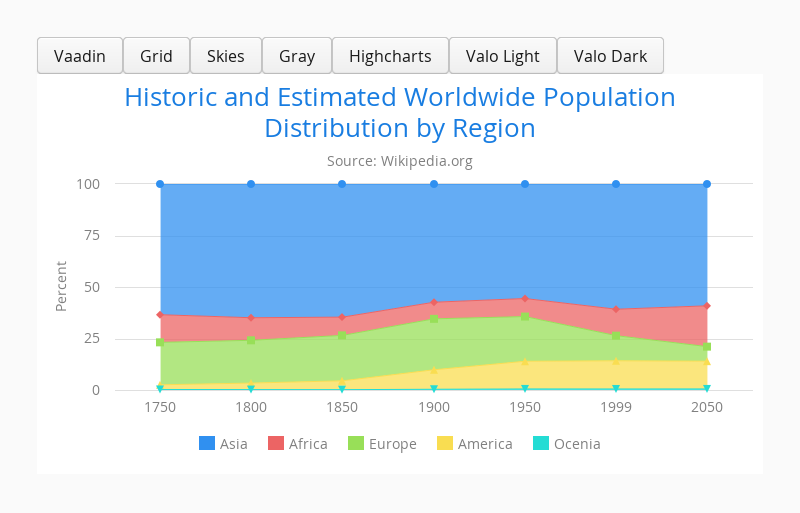 Vaadin Grid Skies Gray Highcharts Valo Light Valo Dark
Historic and Estimated Worldwide Population
Distribution by Region
Source: Wikipedia.org
Percent
100
75
50
25
0
1750 1800 1850 1900 1950 1999 2050
Asia Africa Europe America Ocenia